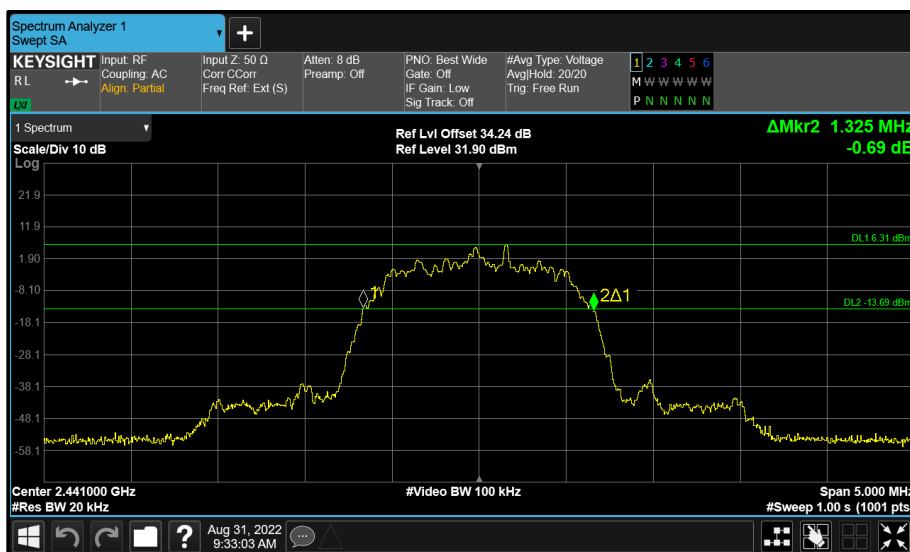 Spectrum Analyzer 1
Swept SA
KEYSIGHT
RL
LXI
Input: RF
Coupling: AC
Align: Partial
Input Z: 50 Ω
Corr CCorr
Freq Ref: Ext (S)
Atten: 8 dB
Preamp: Off
PNO: Best Wide
Gate: Off
IF Gain: Low
Sig Track: Off
#Avg Type: Voltage
Avg|Hold: 20/20
Trig: Free Run
1 2 3 4 5 6
M W W W W W
P N N N N N
1 Spectrum
Scale/Div 10 dB
Log
Ref Lvl Offset 34.24 dB
Ref Level 31.90 dBm
ΔMkr2 1.325 MHz
-0.69 dB
21.9
11.9
DL1 6.31 dBm
1.90
-8.10
1
2Δ1
DL2 -13.69 dBm
-18.1
-28.1
-38.1
-48.1
-58.1
Center 2.441000 GHz
#Res BW 20 kHz
#Video BW 100 kHz
Span 5.000 MHz
#Sweep 1.00 s (1001 pts
?
Aug 31, 2022
9:33:03 AM